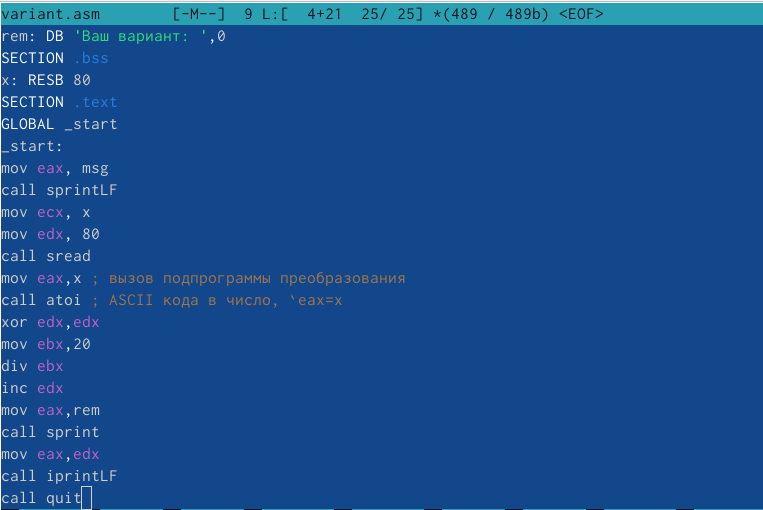 variant.asm        [-M--]  9 L:[  4+21  25/ 25] *(489 / 489b) <EOF>
rem: DB 'Ваш вариант: ',0
SECTION .bss
x: RESB 80
SECTION .text
GLOBAL _start
_start:
mov eax, msg
call sprintLF
mov ecx, x
mov edx, 80
call sread
mov eax,x ; вызов подпрограммы преобразования
call atoi ; ASCII кода в число, `eax=x
xor edx,edx
mov ebx,20
div ebx
inc edx
mov eax,rem
call sprint
mov eax,edx
call iprintLF
call quit